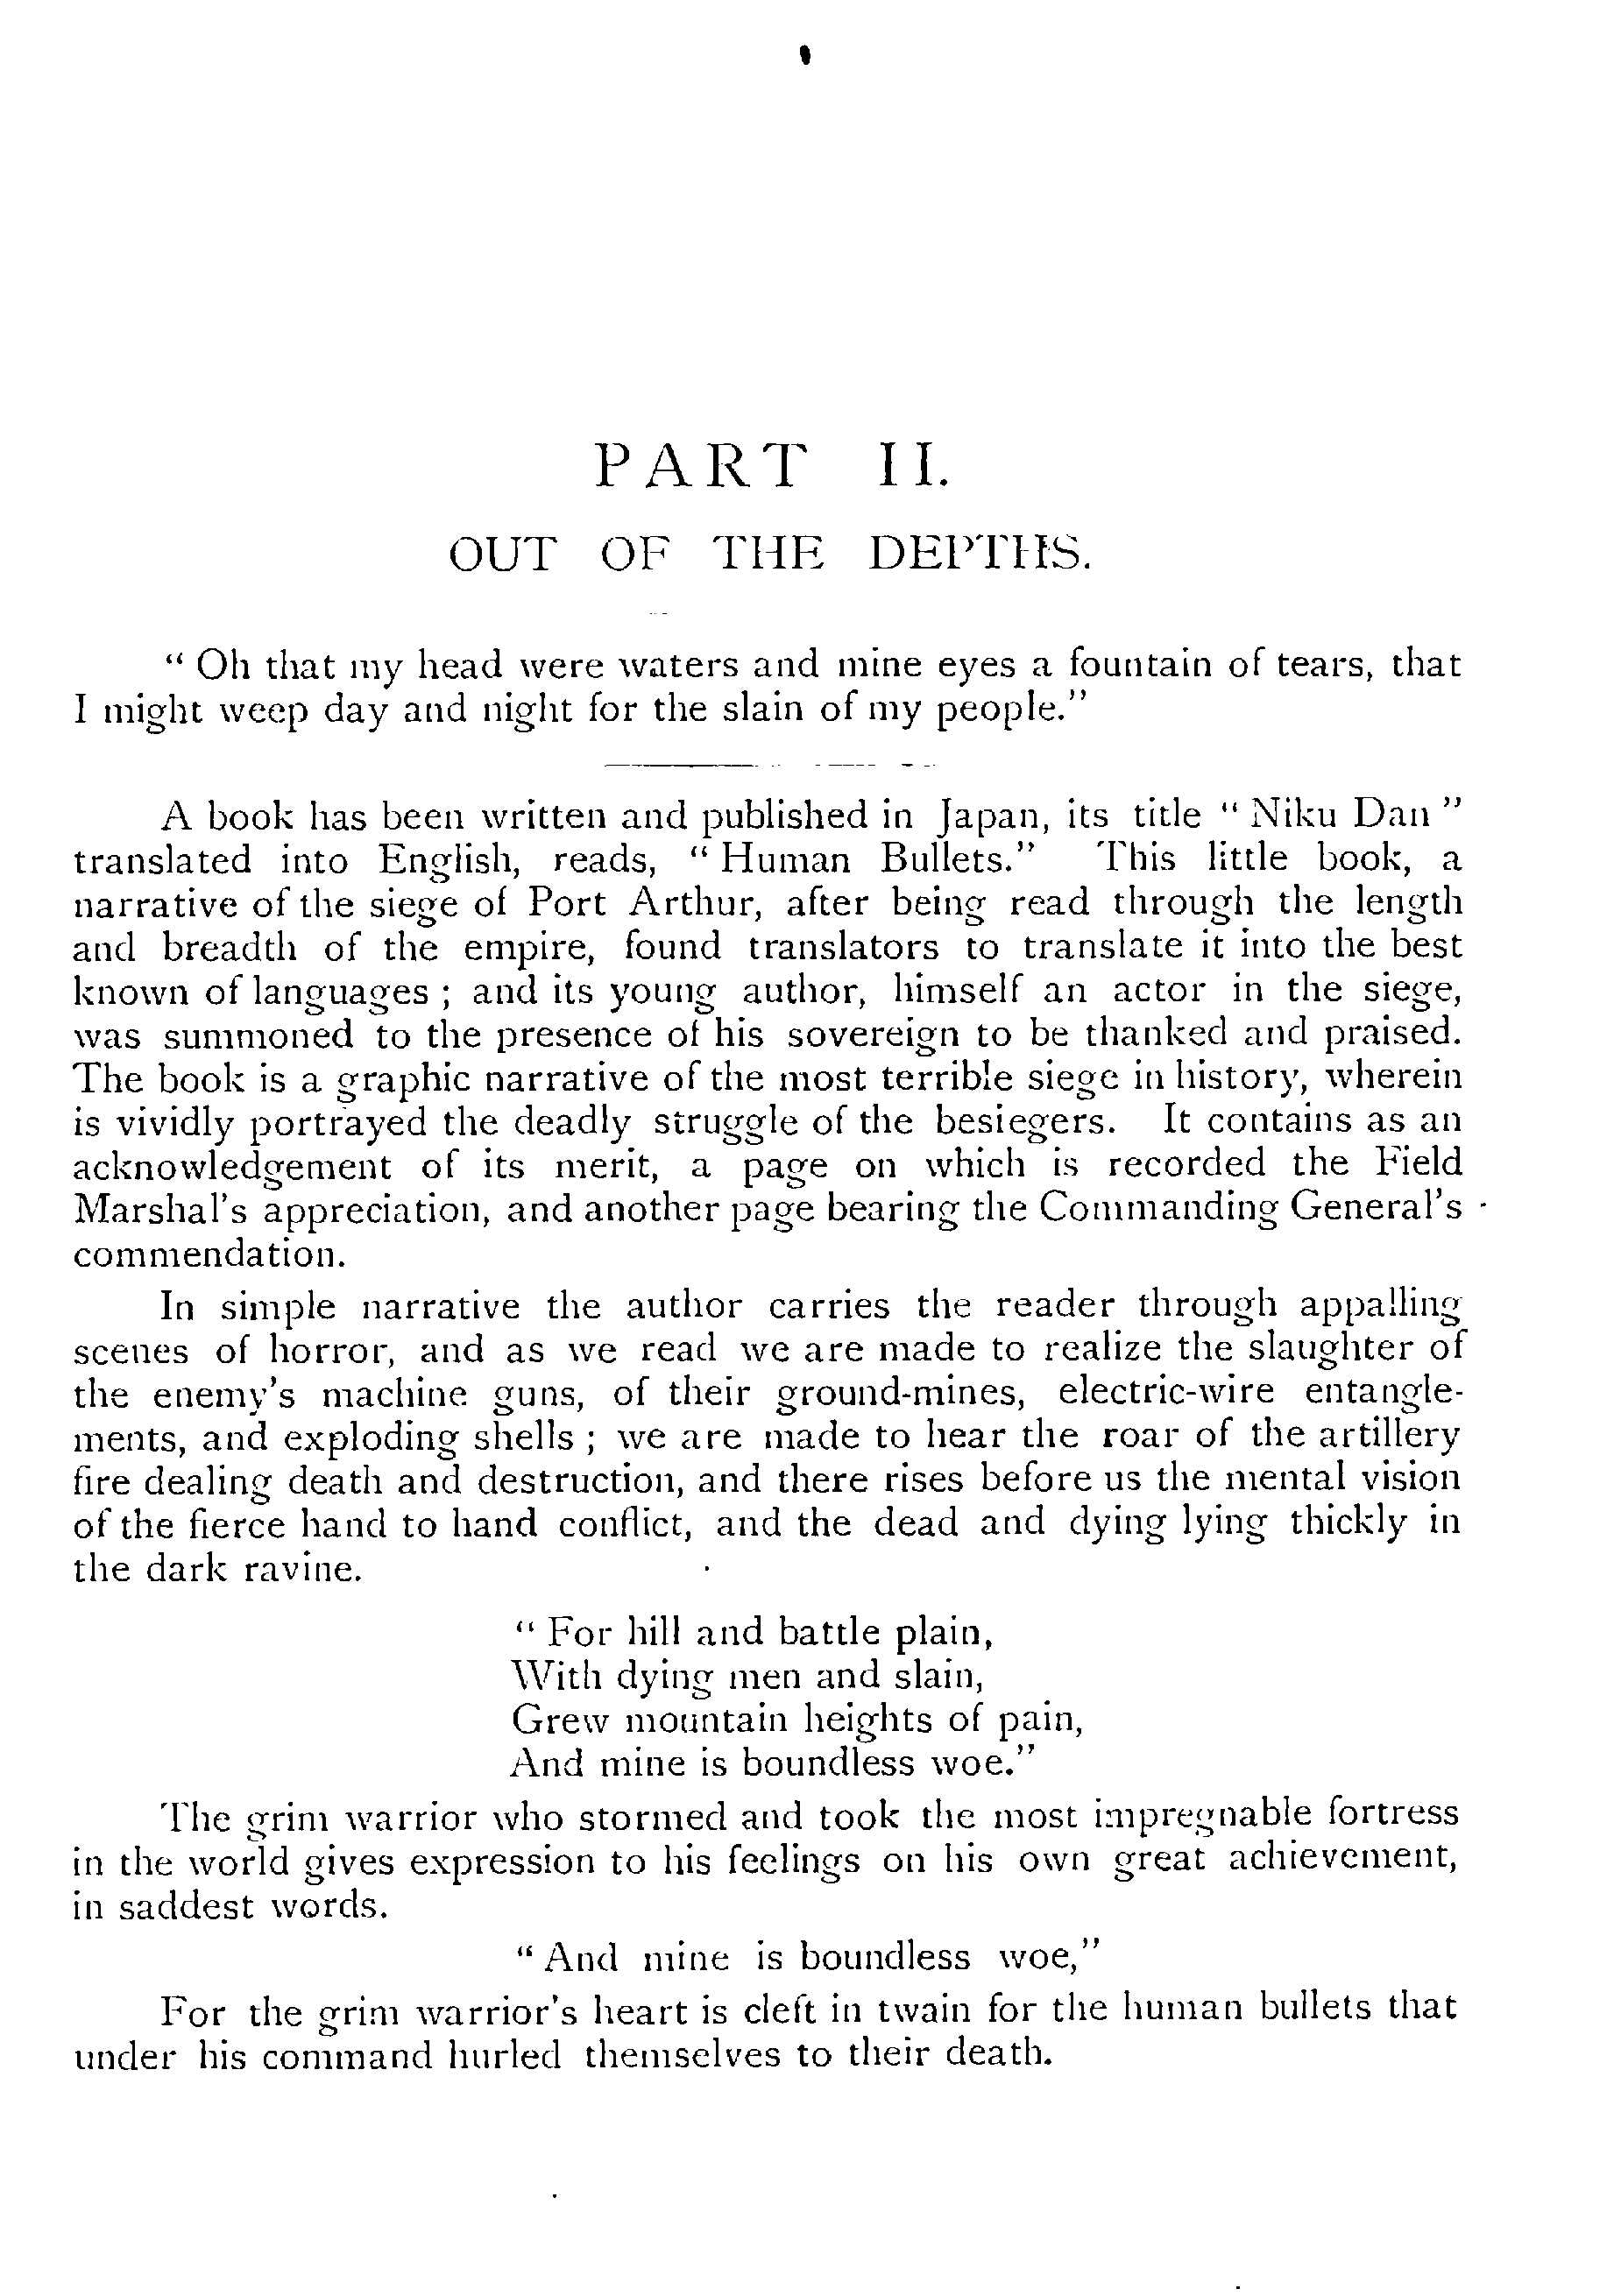 PART II.
OUT OF THE DEPTHS.
“ Oh that my head were waters and mine eyes a fountain of tears, that
I might weep day and night for the slain of my people.”
A book has been written and published in Japan, its title “ Niku Dan ”
translated into English, reads, “ Human Bullets.” This little book, a
narrative of the siege of Port Arthur, after being read through the length
and breadth of the empire, found translators to translate it into the best
known of languages ; and its young author, himself an actor in the siege,
was summoned to the presence of his sovereign to be thanked and praised.
The book is a graphic narrative of the most terrible siege in history, wherein
is vividly portrayed the deadly struggle of the besiegers. It contains as an
acknowledgement of its merit, a page on which is recorded the Field
Marshal’s appreciation, and another page bearing the Commanding General’s
commendation.
In simple narrative the author carries the reader through appalling
scenes of horror, and as we read we are made to realize the slaughter of
the enemy’s machine guns, of their ground-mines, electric-wire entangle-
ments, and exploding shells ; we are made to hear the roar of the artillery
fire dealing death and destruction, and there rises before us the mental vision
of the fierce hand to hand conflict, and the dead and dying lying thickly in
the dark ravine.
“ For hill and battle plain,
With dying men and slain,
Grew mountain heights of pain,
And mine is boundless woe.”
The grim warrior who stormed and took the most impregnable fortress
in the world gives expression to his feelings on his own great achievement,
in saddest words.
“ And mine is boundless woe,”
For the grim warrior’s heart is cleft in twain for the human bullets that
under his command hurled themselves to their death.